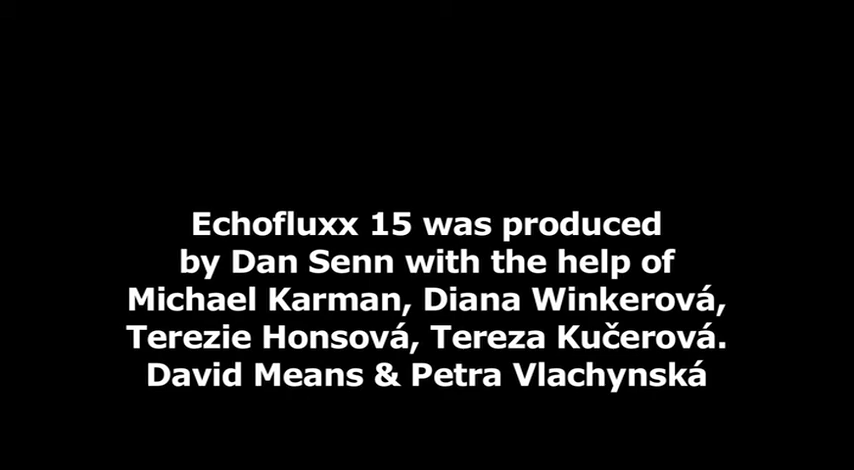 Echofluxx 15 was produced
by Dan Senn with the help of
Michael Karman, Diana Winkerová,
Terezie Honsová, Tereza Kučerová.
David Means & Petra Vlachynská